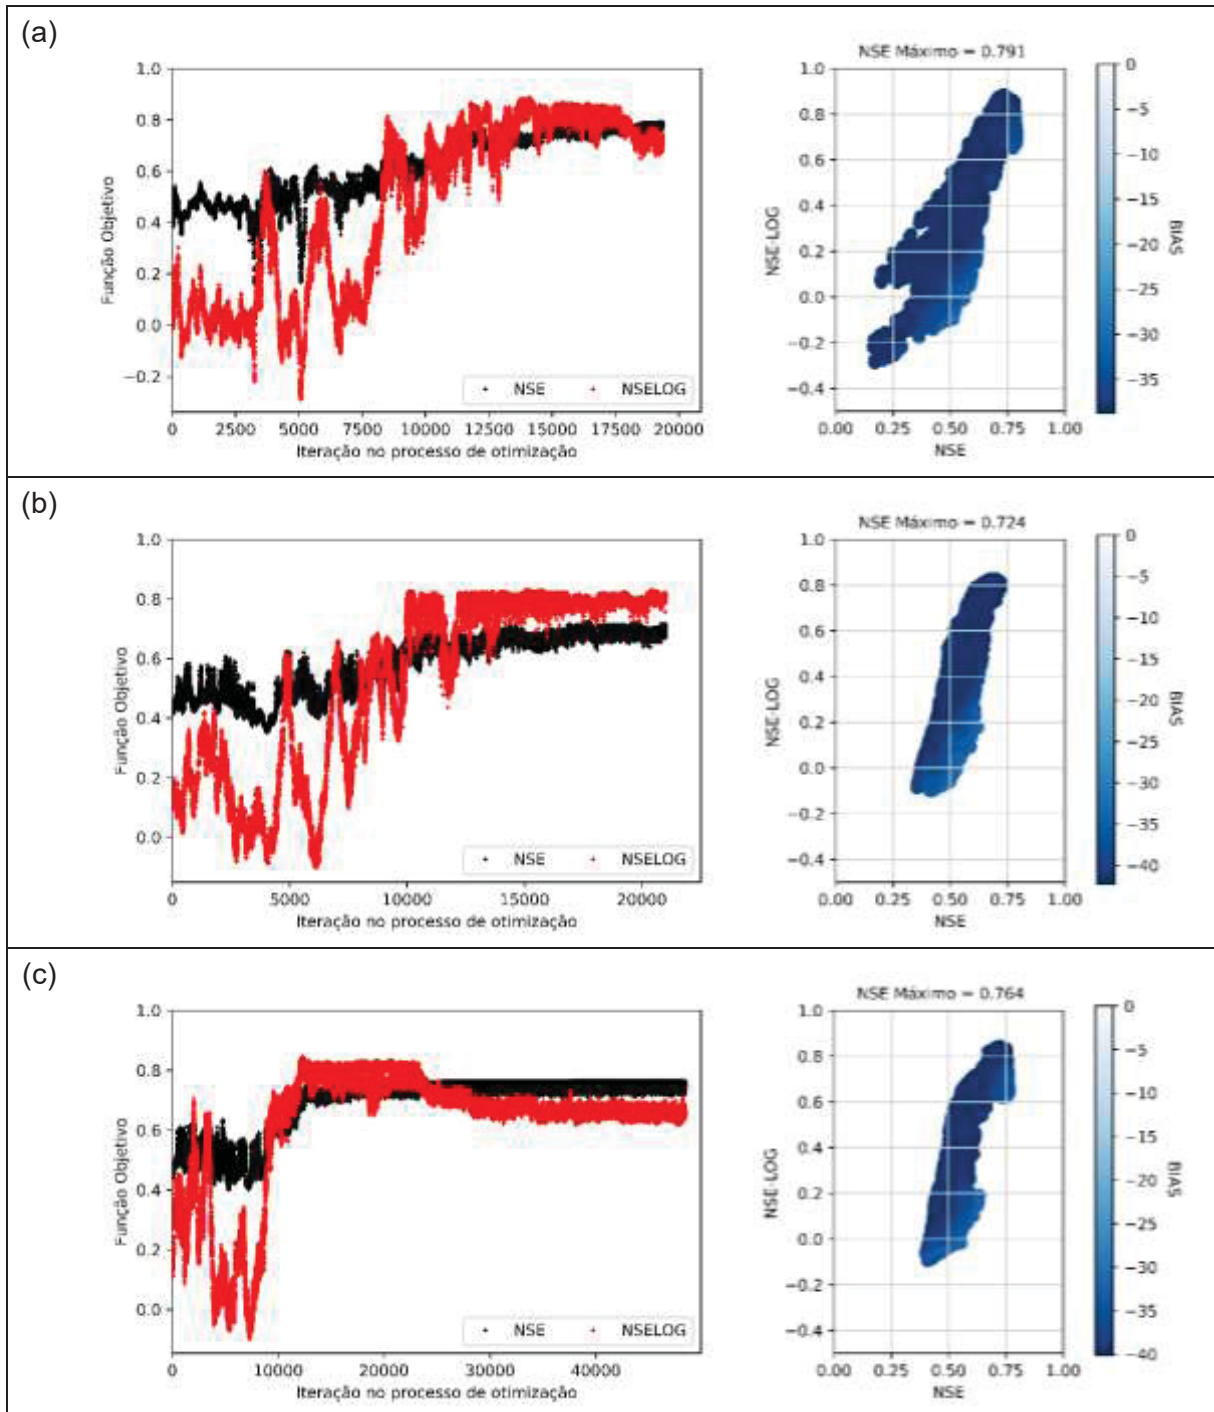 (a)
NSE Máximo = 0.791
Função Objetivo
1.0
0.8
0.6
0.4
0.2
0.0
−0.2
NSE NSELOG
0 2500 5000 7500 10000 12500 15000 17500 20000
Iteração no processo de otimização
NSE-LOG
1.0
0.8
0.6
0.4
0.2
0.0
−0.2
−0.4
0.00 0.25 0.50 0.75 1.00
NSE
0
−5
−10
−15
−20
−25
−30
−35
BIAS
(b)
NSE Máximo = 0.724
Função Objetivo
1.0
0.8
0.6
0.4
0.2
0.0
NSE NSELOG
0 5000 10000 15000 20000
Iteração no processo de otimização
NSE-LOG
1.0
0.8
0.6
0.4
0.2
0.0
−0.2
−0.4
0.00 0.25 0.50 0.75 1.00
NSE
0
−5
−10
−15
−20
−25
−30
−35
−40
BIAS
(c)
NSE Máximo = 0.764
Função Objetivo
1.0
0.8
0.6
0.4
0.2
0.0
NSE NSELOG
0 10000 20000 30000 40000
Iteração no processo de otimização
NSE-LOG
1.0
0.8
0.6
0.4
0.2
0.0
−0.2
−0.4
0.00 0.25 0.50 0.75 1.00
NSE
0
−5
−10
−15
−20
−25
−30
−35
−40
BIAS